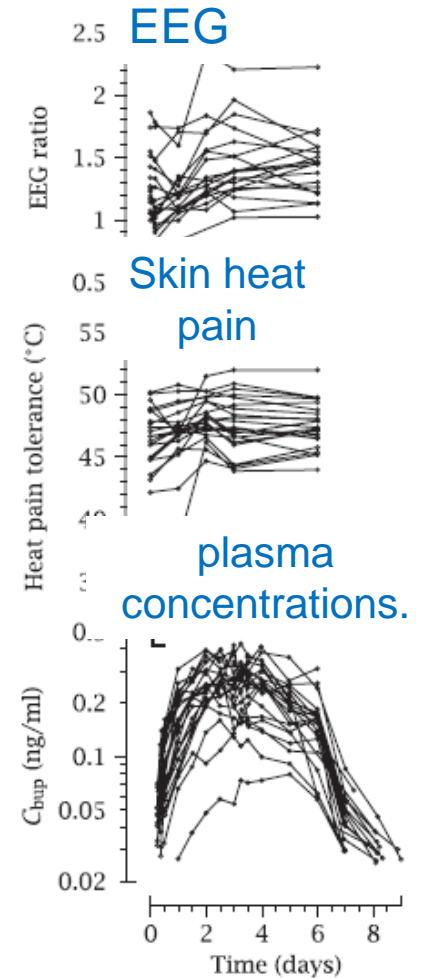 EEG
2.5
2
1.5
1
EEG ratio
0.5
Skin heat
pain
55
50
45
Heat pain tolerance (°C)
plasma
concentrations.
0.2
0.1
0.05
0.02
Cbup (ng/ml)
0 2 4 6 8
Time (days)